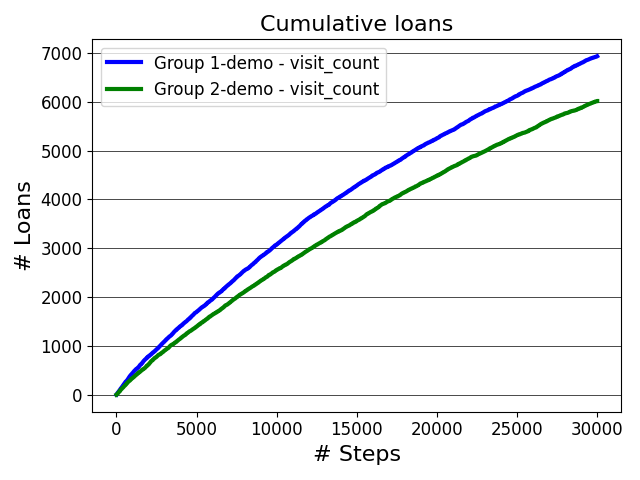 Cumulative loans
7000
6000
5000
4000
3000
2000
1000
0
# Loans
Group 1-demo - visit_count
Group 2-demo - visit_count
0 5000 10000 15000 20000 25000 30000
# Steps